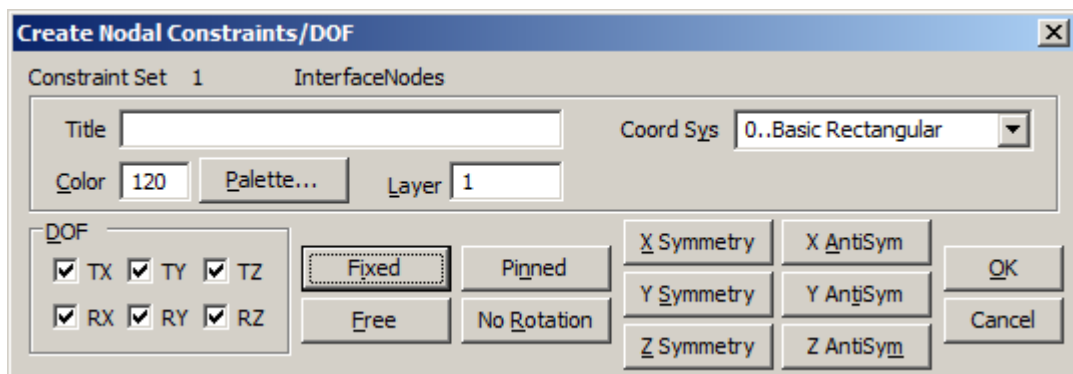 Create Nodal Constraints/DOF
Constraint Set 1 InterfaceNodes
Title Coord Sys 0..Basic Rectangular
Color 120 Palette... Layer 1
DOF
TX TY TZ
RX RY RZ
Fixed Pinned
Free No Rotation
X Symmetry X AntiSym
Y Symmetry Y AntiSym
Z Symmetry Z AntiSym
OK
Cancel